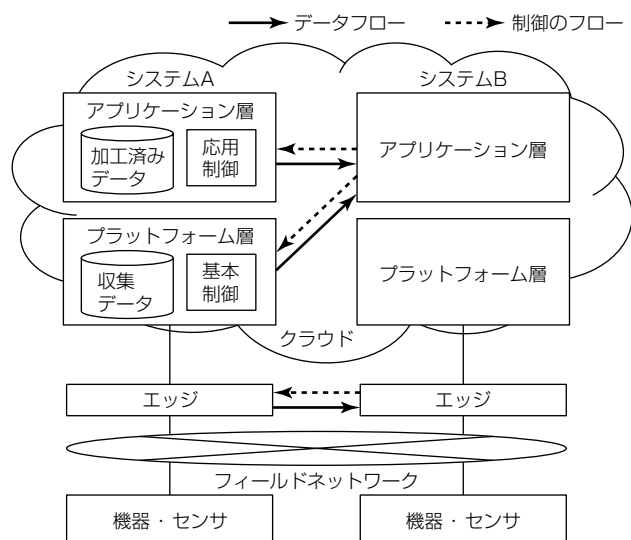 データフロー 制御のフロー
システムA システムB
アプリケーション層
加工済み
データ
応用
制御
アプリケーション層
プラットフォーム層
収集
データ
基本
制御
プラットフォーム層
クラウド
エッジ エッジ
フィールドネットワーク
機器・センサ 機器・センサ